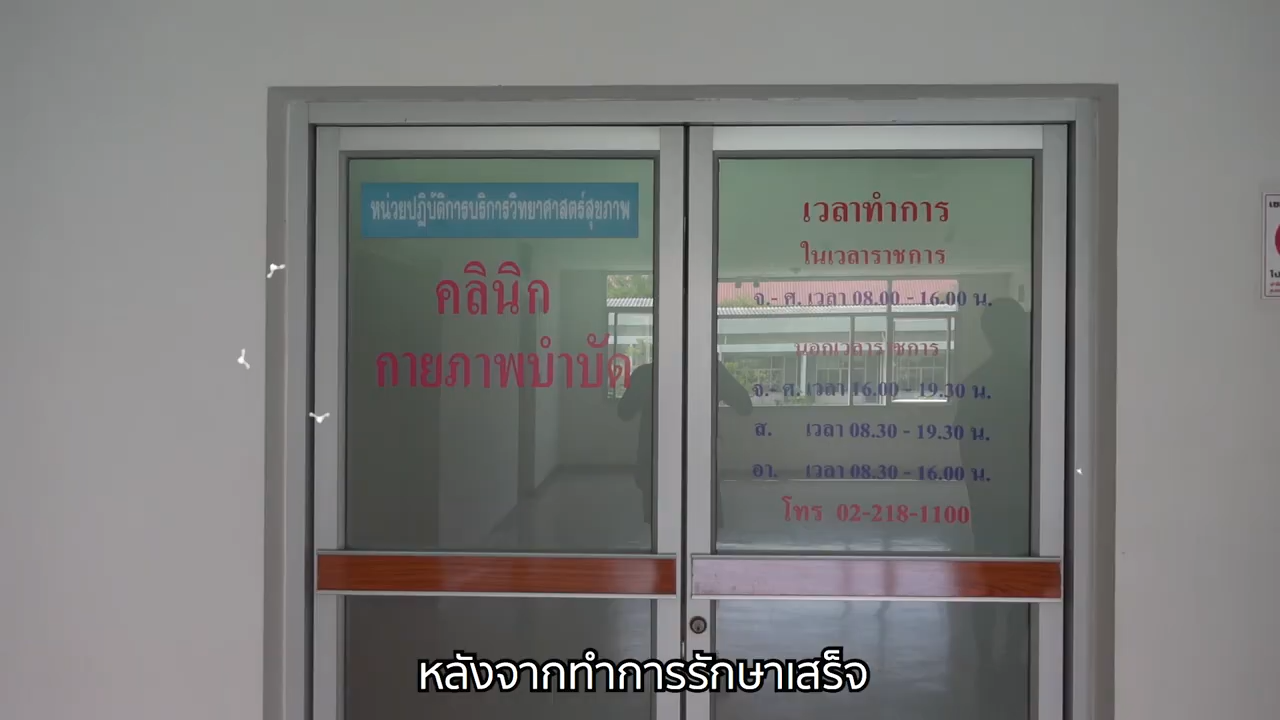 หน่วยปฏิบัติการบริการวิทยาศาสตร์สุขภาพ
คลินิก
กายภาพบำบัด
เวลาทำการ
ในเวลาราชการ
จ.- ศ. เวลา 08.00 - 16.00 น.
นอกเวลาราชการ
จ.- ศ. เวลา 16.00 - 19.30 น.
ส. เวลา 08.30 - 19.30 น.
อา. เวลา 08.30 - 16.00 น.
โทร 02-218-1100
หลังจากทำการรักษาเสร็จ